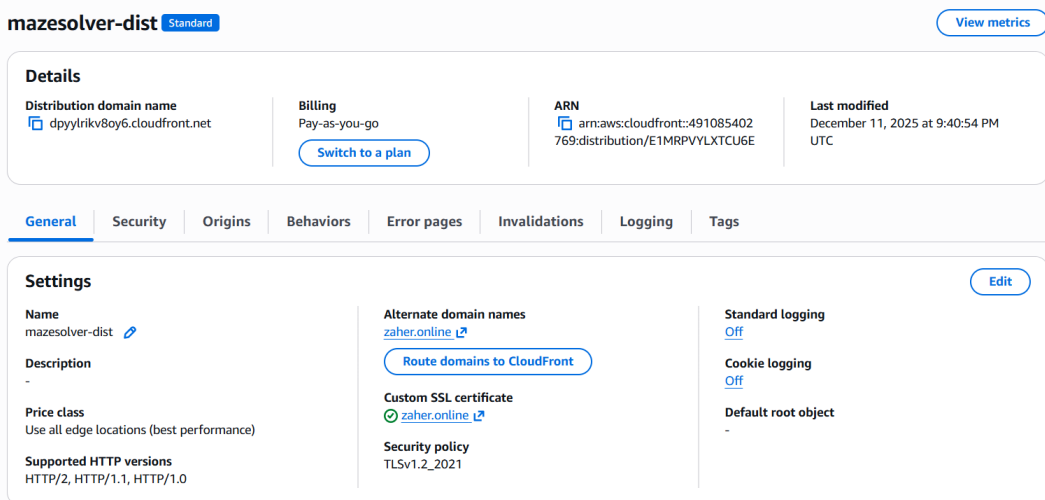 mazesolver-dist Standard
View metrics
Details
Distribution domain name
dpyylrikv8oy6.cloudfront.net
Billing
Pay-as-you-go
Switch to a plan
ARN
arn:aws:cloudfront::491085402
769:distribution/E1MRPVYLXTCU6E
Last modified
December 11, 2025 at 9:40:54 PM
UTC
General
Security
Origins
Behaviors
Error pages
Invalidations
Logging
Tags
Settings
Edit
Name
mazesolver-dist
Description
-
Price class
Use all edge locations (best performance)
Supported HTTP versions
HTTP/2, HTTP/1.1, HTTP/1.0
Alternate domain names
zaher.online
Route domains to CloudFront
Custom SSL certificate
zaher.online
Security policy
TLSv1.2_2021
Standard logging
Off
Cookie logging
Off
Default root object
-